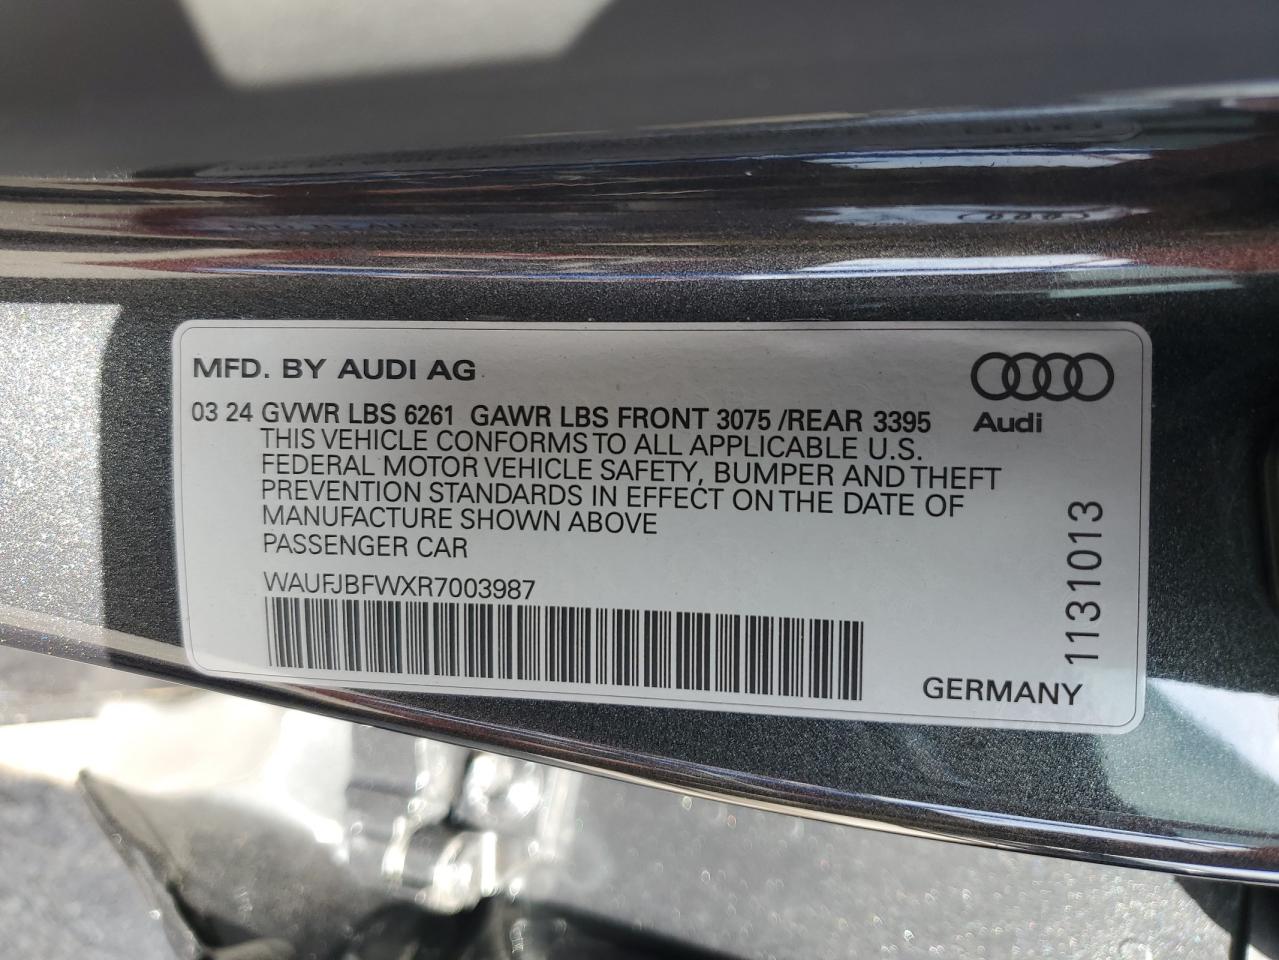 MFD. BY AUDI AG
Audi
03 24 GVWR LBS 6261 GAWR LBS FRONT 3075 /REAR 3395
THIS VEHICLE CONFORMS TO ALL APPLICABLE U.S.
FEDERAL MOTOR VEHICLE SAFETY, BUMPER AND THEFT
PREVENTION STANDARDS IN EFFECT ON THE DATE OF
MANUFACTURE SHOWN ABOVE
PASSENGER CAR
WAUFJBFWXR7003987
GERMANY
1131013